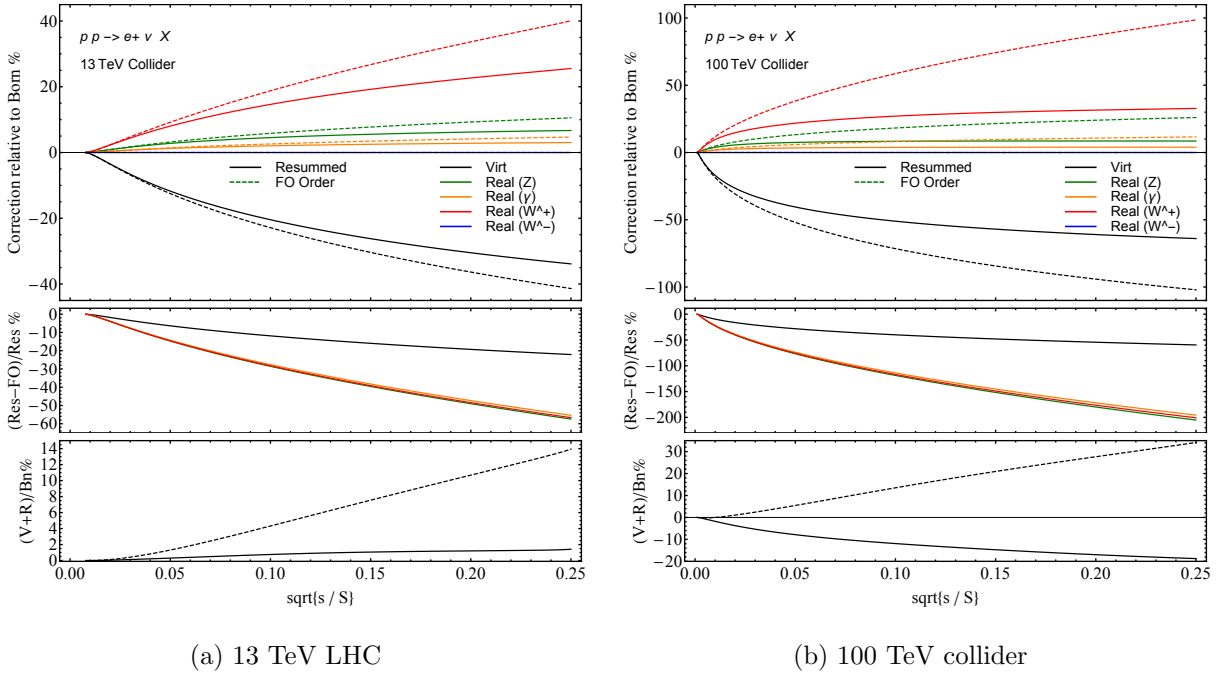 p p -> e+ ν X
13 TeV Collider
Correction relative to Born %
40
20
0
−20
−40
Resummed
FO Order
Virt
Real (Z)
Real (γ)
Real (W^+)
Real (W^-)
(Res−FO)/Res %
0
−10
−20
−30
−40
−50
−60
(V+R)/Bn%
14
12
10
8
6
4
2
0
0.00 0.05 0.10 0.15 0.20 0.25
sqrt{s / S}
(a) 13 TeV LHC
p p -> e+ ν X
100 TeV Collider
Correction relative to Born %
100
50
0
−50
−100
Resummed
FO Order
Virt
Real (Z)
Real (γ)
Real (W^+)
Real (W^-)
(Res−FO)/Res %
0
−50
−100
−150
−200
(V+R)/Bn%
30
20
10
0
−10
−20
0.00 0.05 0.10 0.15 0.20 0.25
sqrt{s / S}
(b) 100 TeV collider